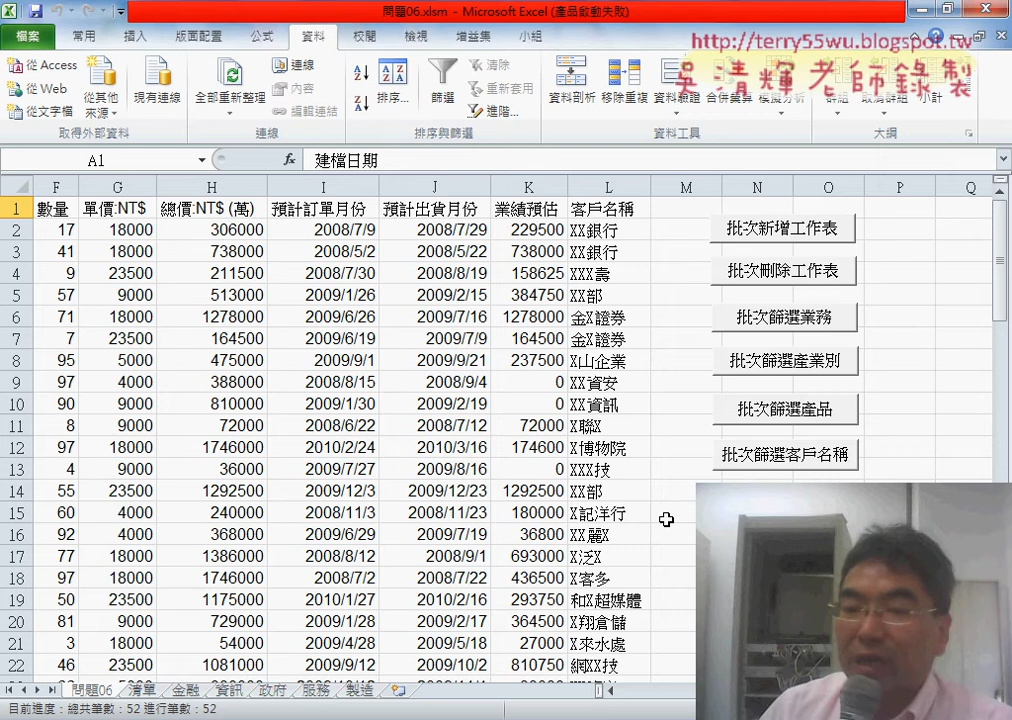 問題06.xlsm - Microsoft Excel (產品啟動失敗)
檔案 常用 插入 版面配置 公式 資料 校閱 檢視 增益集 小組
http://terry55wu.blogspot.tw
吳清輝老師錄製
從 Access
從 Web
從文字檔
從其他來源
現有連線
全部重新整理
連線
內容
編輯連結
排序...
篩選
清除
重新套用
進階...
資料剖析 移除重複 資料驗證 合併彙算 模擬分析 群組 取消群組 小計
取得外部資料 連線 排序與篩選 資料工具 大綱
A1 fx 建檔日期
F G H I J K L M N O P Q
1 數量 單價:NT$ 總價:NT$ (萬) 預計訂單月份 預計出貨月份 業績預估 客戶名稱
2 17 18000 306000 2008/7/9 2008/7/29 229500 XX銀行
3 41 18000 738000 2008/5/2 2008/5/22 738000 XX銀行
4 9 23500 211500 2008/7/30 2008/8/19 158625 XXX壽
5 57 9000 513000 2009/1/26 2009/2/15 384750 XX部
6 71 18000 1278000 2009/6/26 2009/7/16 1278000 金X證券
7 7 23500 164500 2009/6/19 2009/7/9 164500 金X證券
8 95 5000 475000 2009/9/1 2009/9/21 237500 X山企業
9 97 4000 388000 2008/8/15 2008/9/4 0 XX資安
10 90 9000 810000 2009/1/30 2009/2/19 0 XX資訊
11 8 9000 72000 2008/6/22 2008/7/12 72000 X聯X
12 97 18000 1746000 2010/2/24 2010/3/16 174600 X博物院
13 4 9000 36000 2009/7/27 2009/8/16 0 XXX技
14 55 23500 1292500 2009/12/3 2009/12/23 1292500 XX部
15 60 4000 240000 2008/11/3 2008/11/23 180000 X記洋行
16 92 4000 368000 2009/6/29 2009/7/19 36800 XX麗X
17 77 18000 1386000 2008/8/12 2008/9/1 693000 X泛X
18 97 18000 1746000 2008/7/2 2008/7/22 436500 X客多
19 50 23500 1175000 2010/1/27 2010/2/16 293750 和X超媒體
20 81 9000 729000 2009/1/28 2009/2/17 364500 X翔倉儲
21 3 18000 54000 2009/4/28 2009/5/18 27000 X來水處
22 46 23500 1081000 2009/9/12 2009/10/2 810750 網XX技
批次新增工作表
批次刪除工作表
批次篩選業務
批次篩選產業別
批次篩選產品
批次篩選客戶名稱
問題06 清單 金融 資訊 政府 服務 製造
目前進度：總共筆數：52 進行筆數：52